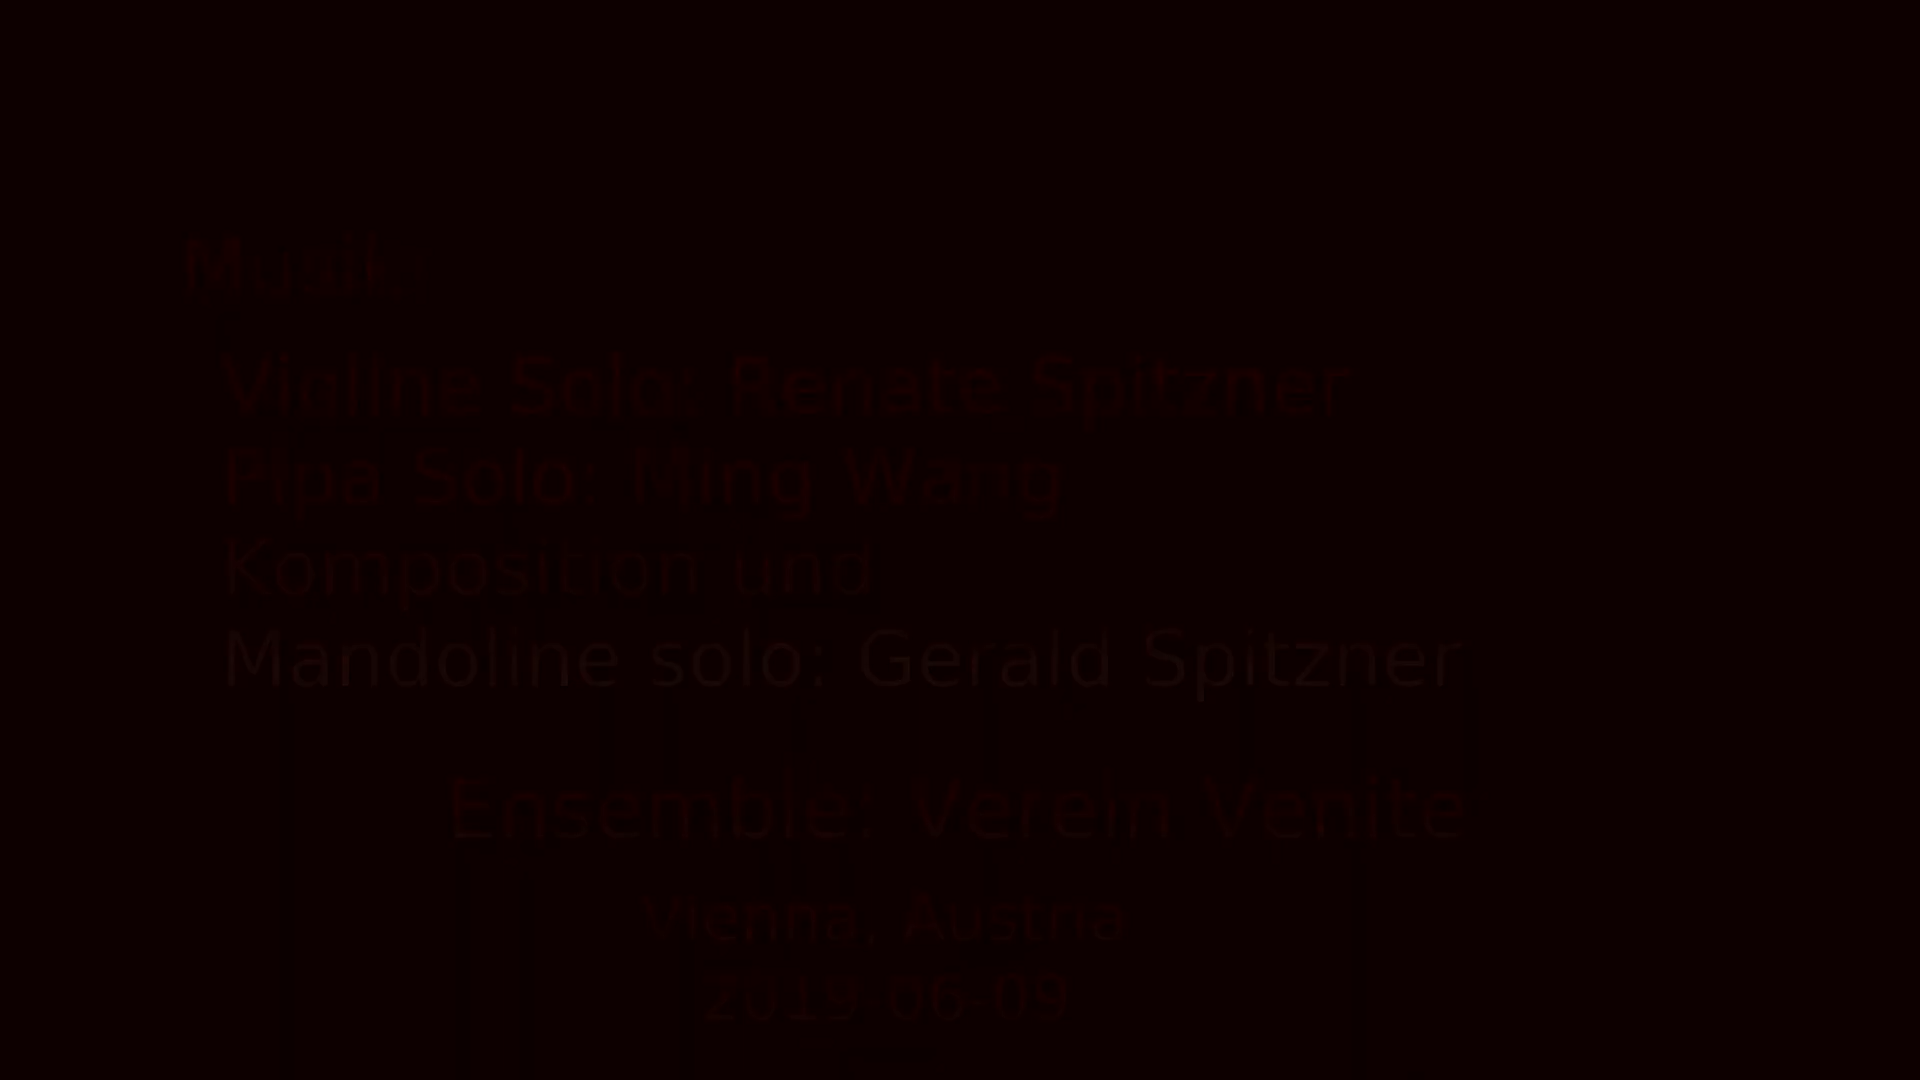 Musik:
Violine Solo: Renate Spitzner
Pipa Solo: Ming Wang
Komposition und
Mandoline solo: Gerald Spitzner
Ensemble: Verein Venite
Vienna, Austria
2019-06-09